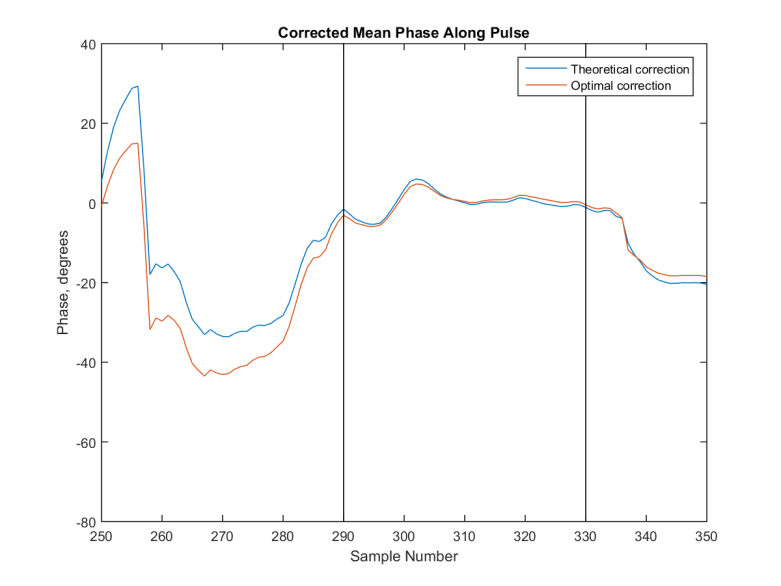 Corrected Mean Phase Along Pulse
Theoretical correction
Optimal correction
40
20
0
-20
-40
-60
-80
Phase, degrees
250 260 270 280 290 300 310 320 330 340 350
Sample Number